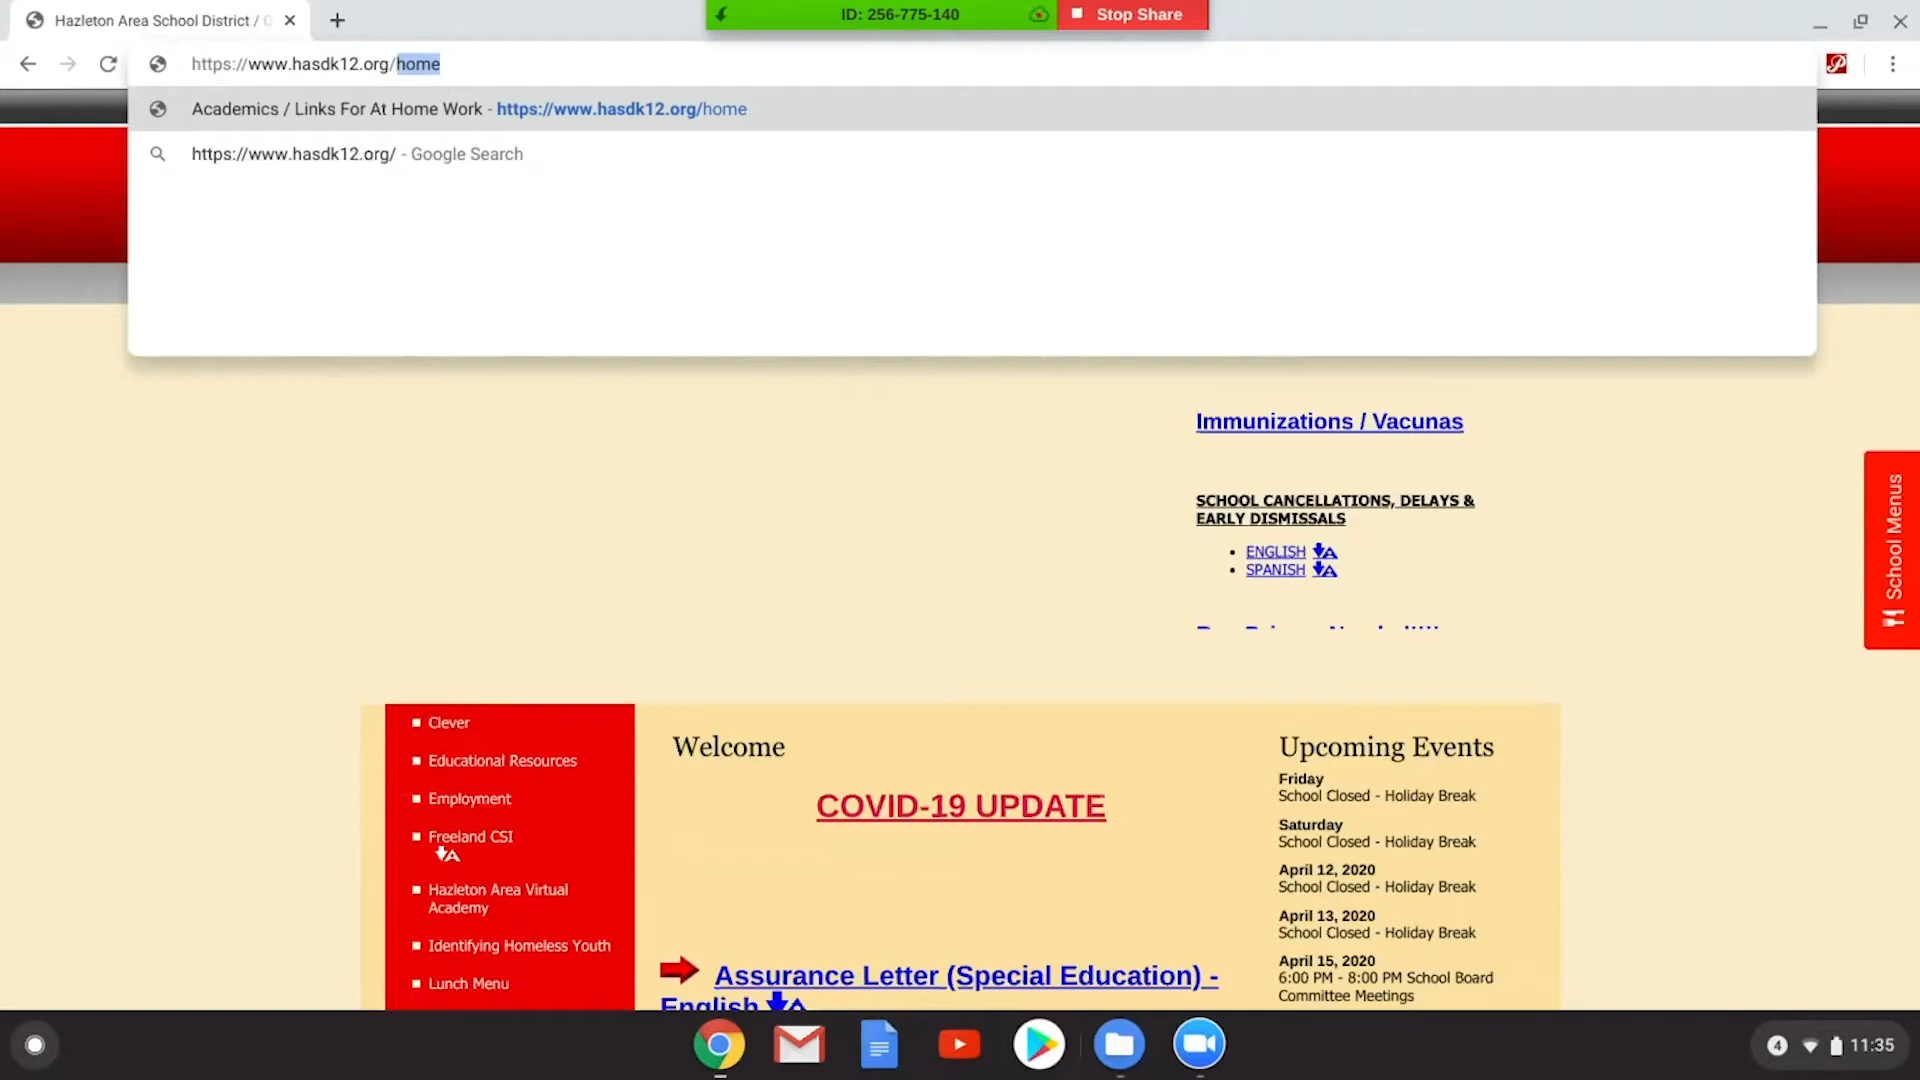 Hazleton Area School District /
ID: 256-775-140
Stop Share
https://www.hasdk12.org/home
Academics / Links For At Home Work - https://www.hasdk12.org/home
https://www.hasdk12.org/ - Google Search
Immunizations / Vacunas
SCHOOL CANCELLATIONS, DELAYS &
EARLY DISMISSALS
ENGLISH
SPANISH
School Menus
Clever
Educational Resources
Employment
Freeland CSI
Hazleton Area Virtual
Academy
Identifying Homeless Youth
Lunch Menu
Welcome
COVID-19 UPDATE
Assurance Letter (Special Education) -
English
Upcoming Events
Friday
School Closed - Holiday Break
Saturday
School Closed - Holiday Break
April 12, 2020
School Closed - Holiday Break
April 13, 2020
School Closed - Holiday Break
April 15, 2020
6:00 PM - 8:00 PM School Board
Committee Meetings
4
11:35